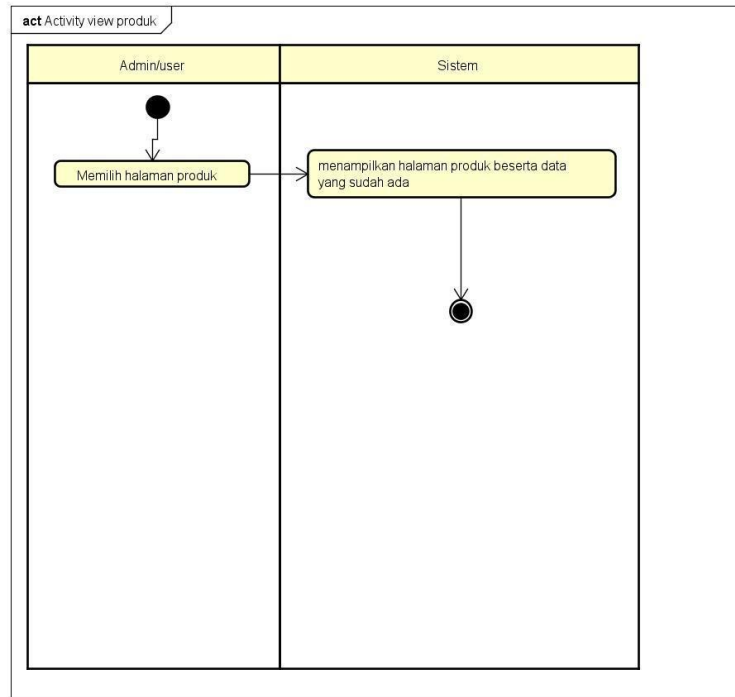 act Activity view produk
Admin/user
Sistem
Memilih halaman produk
menampilkan halaman produk beserta data
yang sudah ada